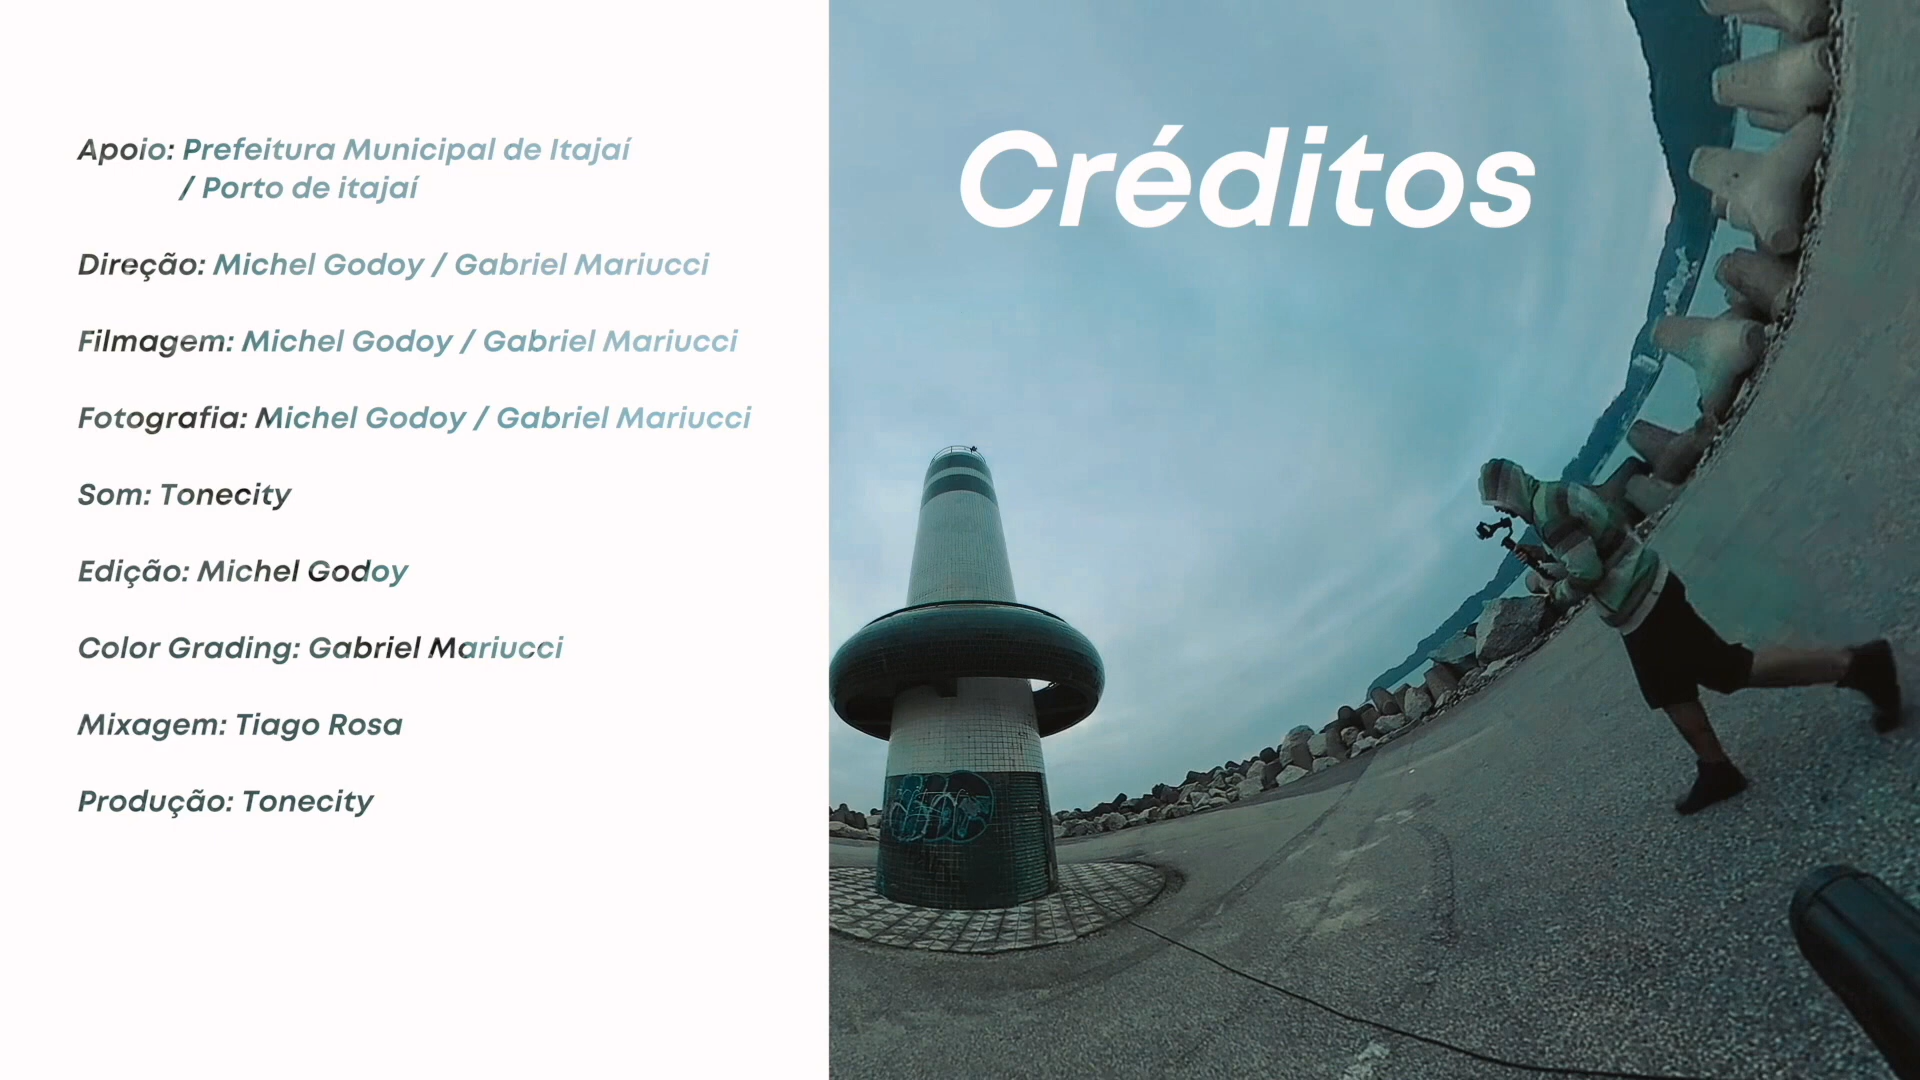 Créditos
Apoio: Prefeitura Municipal de Itajaí
/ Porto de itajaí
Direção: Michel Godoy / Gabriel Mariucci
Filmagem: Michel Godoy / Gabriel Mariucci
Fotografia: Michel Godoy / Gabriel Mariucci
Som: Tonecity
Edição: Michel Godoy
Color Grading: Gabriel Mariucci
Mixagem: Tiago Rosa
Produção: Tonecity